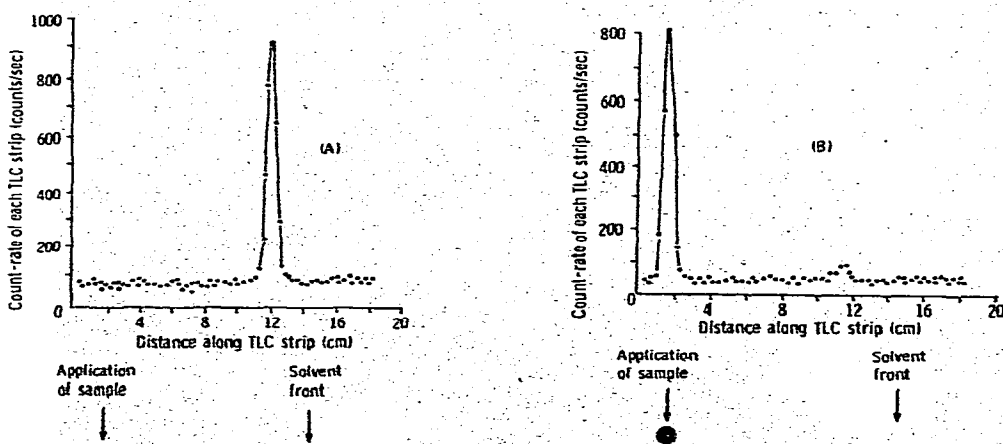 Count-rate of each TLC strip (counts/sec)
1000
800
600
400
200
0
(A)
4
8
12
16
20
Distance along TLC strip (cm)
Application
of sample
Solvent
front
Count-rate of each TLC strip (counts/sec)
800
600
400
200
0
(B)
4
8
12
16
20
Distance along TLC strip (cm)
Application
of sample
Solvent
front